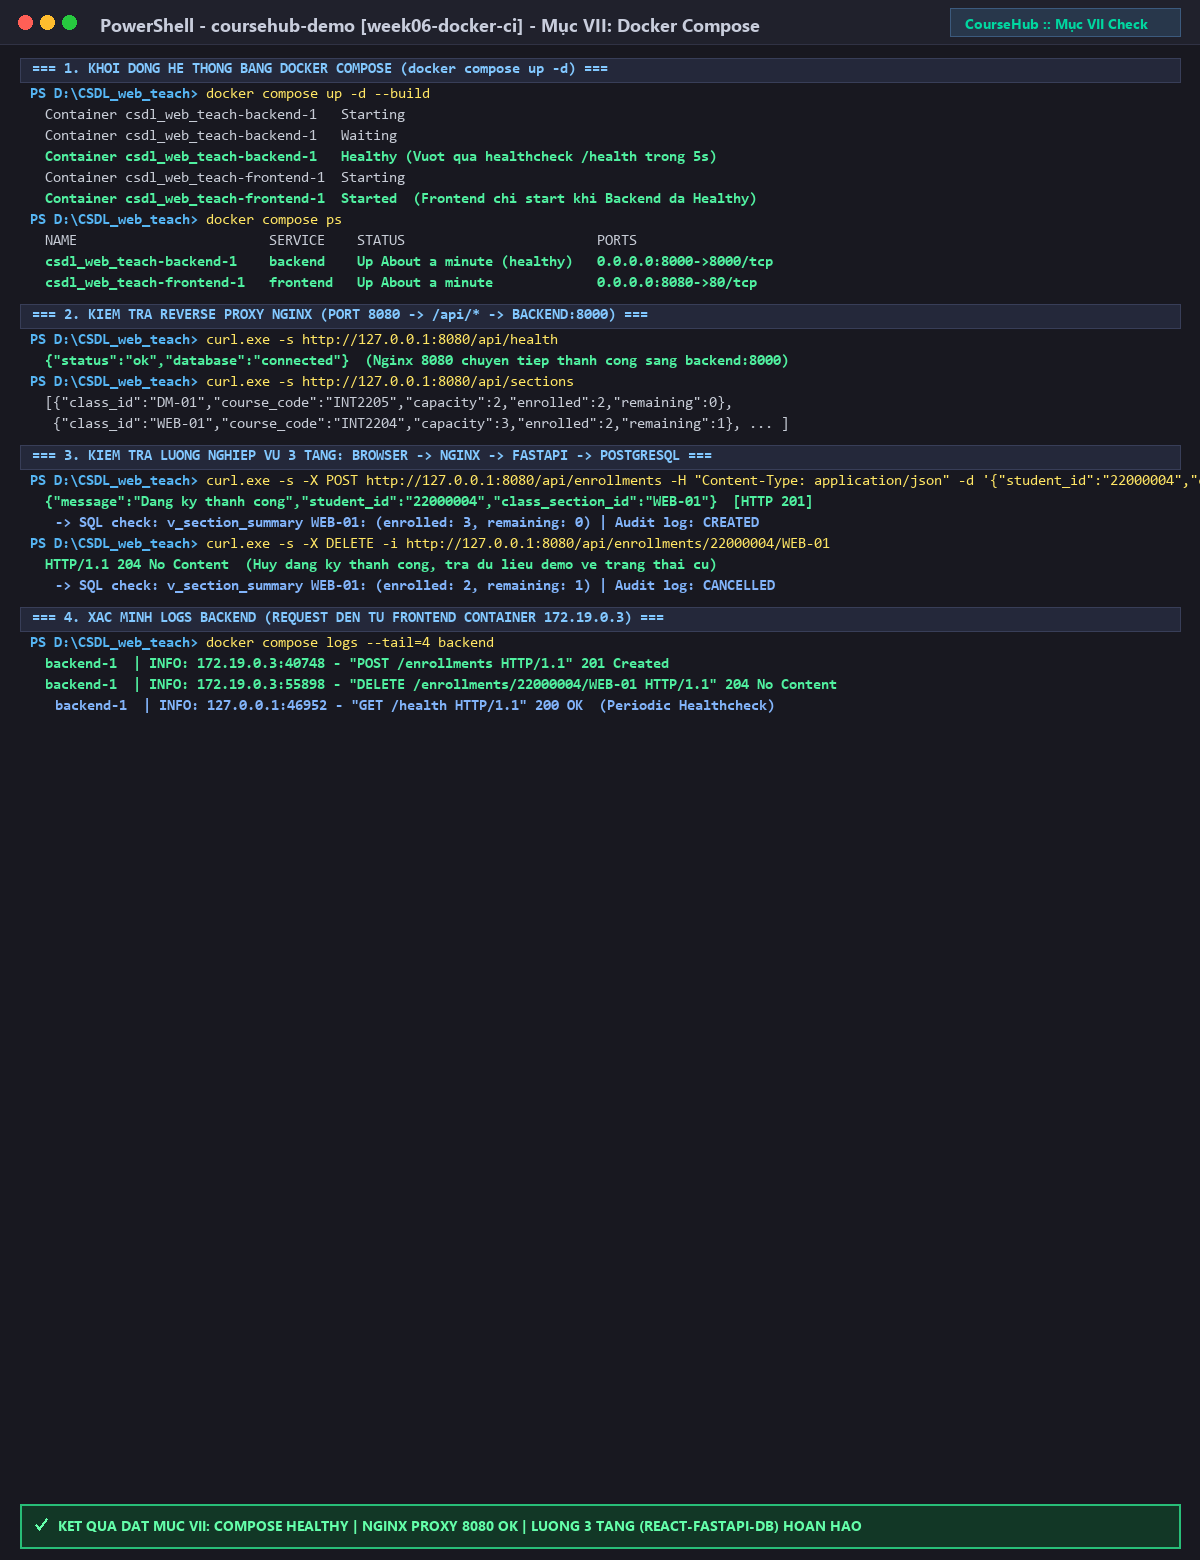 PowerShell - coursehub-demo [week06-docker-ci] - Mục VII: Docker Compose
CourseHub :: Mục VII Check
=== 1. KHOI DONG HE THONG BANG DOCKER COMPOSE (docker compose up -d) ===
PS D:\CSDL_web_teach> docker compose up -d --build
Container csdl_web_teach-backend-1   Starting
Container csdl_web_teach-backend-1   Waiting
Container csdl_web_teach-backend-1   Healthy (Vuot qua healthcheck /health trong 5s)
Container csdl_web_teach-frontend-1  Starting
Container csdl_web_teach-frontend-1  Started  (Frontend chi start khi Backend da Healthy)
PS D:\CSDL_web_teach> docker compose ps
NAME                        SERVICE    STATUS                        PORTS
csdl_web_teach-backend-1    backend    Up About a minute (healthy)   0.0.0.0:8000->8000/tcp
csdl_web_teach-frontend-1   frontend   Up About a minute             0.0.0.0:8080->80/tcp
=== 2. KIEM TRA REVERSE PROXY NGINX (PORT 8080 -> /api/* -> BACKEND:8000) ===
PS D:\CSDL_web_teach> curl.exe -s http://127.0.0.1:8080/api/health
{"status":"ok","database":"connected"}  (Nginx 8080 chuyen tiep thanh cong sang backend:8000)
PS D:\CSDL_web_teach> curl.exe -s http://127.0.0.1:8080/api/sections
[{"class_id":"DM-01","course_code":"INT2205","capacity":2,"enrolled":2,"remaining":0},
{"class_id":"WEB-01","course_code":"INT2204","capacity":3,"enrolled":2,"remaining":1}, ... ]
=== 3. KIEM TRA LUONG NGHIEP VU 3 TANG: BROWSER -> NGINX -> FASTAPI -> POSTGRESQL ===
PS D:\CSDL_web_teach> curl.exe -s -X POST http://127.0.0.1:8080/api/enrollments -H "Content-Type: application/json" -d '{"student_id":"22000004","
{"message":"Dang ky thanh cong","student_id":"22000004","class_section_id":"WEB-01"}  [HTTP 201]
-> SQL check: v_section_summary WEB-01: (enrolled: 3, remaining: 0) | Audit log: CREATED
PS D:\CSDL_web_teach> curl.exe -s -X DELETE -i http://127.0.0.1:8080/api/enrollments/22000004/WEB-01
HTTP/1.1 204 No Content  (Huy dang ky thanh cong, tra du lieu demo ve trang thai cu)
-> SQL check: v_section_summary WEB-01: (enrolled: 2, remaining: 1) | Audit log: CANCELLED
=== 4. XAC MINH LOGS BACKEND (REQUEST DEN TU FRONTEND CONTAINER 172.19.0.3) ===
PS D:\CSDL_web_teach> docker compose logs --tail=4 backend
backend-1  | INFO: 172.19.0.3:40748 - "POST /enrollments HTTP/1.1" 201 Created
backend-1  | INFO: 172.19.0.3:55898 - "DELETE /enrollments/22000004/WEB-01 HTTP/1.1" 204 No Content
backend-1  | INFO: 127.0.0.1:46952 - "GET /health HTTP/1.1" 200 OK  (Periodic Healthcheck)
✓ KET QUA DAT MUC VII: COMPOSE HEALTHY | NGINX PROXY 8080 OK | LUONG 3 TANG (REACT-FASTAPI-DB) HOAN HAO